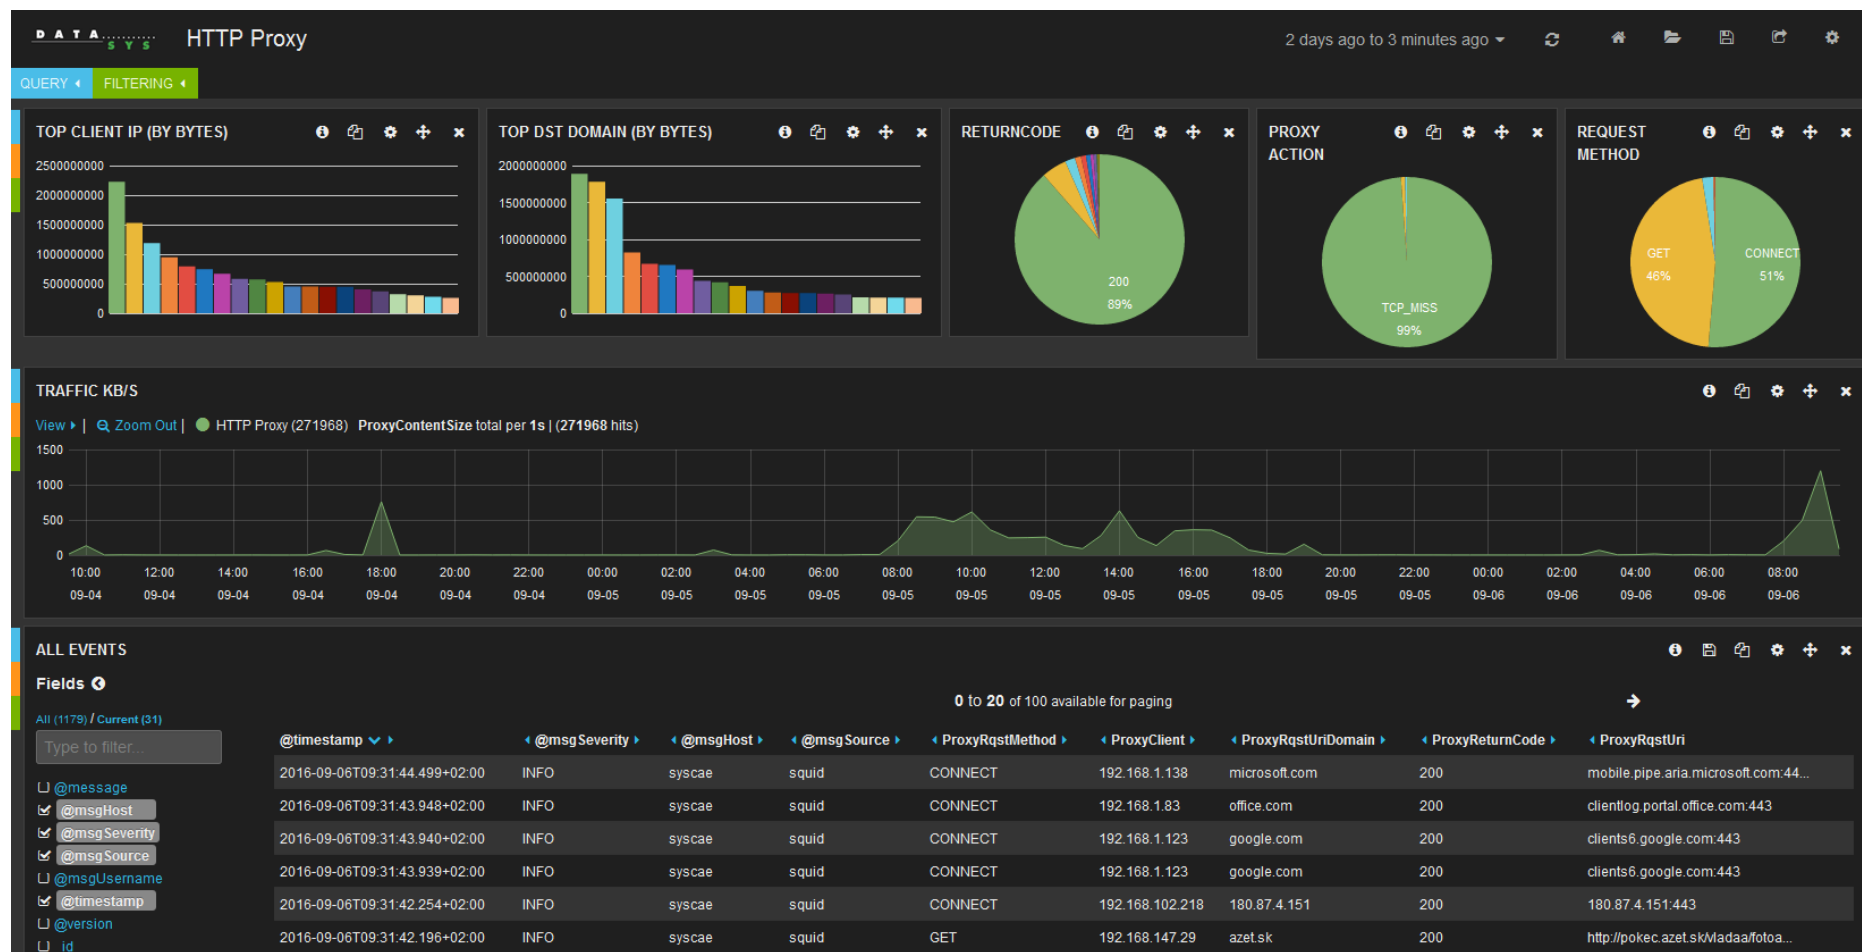 DATA SYS HTTP Proxy 2 days ago to 3 minutes ago
QUERY FILTERING
TOP CLIENT IP (BY BYTES)
2500000000
2000000000
1500000000
1000000000
500000000
0
TOP DST DOMAIN (BY BYTES)
2000000000
1500000000
1000000000
500000000
0
RETURNCODE
200
89%
PROXY
ACTION
TCP_MISS
99%
REQUEST
METHOD
GET
46%
CONNECT
51%
TRAFFIC KB/S
View | Zoom Out | HTTP Proxy (271968) ProxyContentSize total per 1s | (271968 hits)
1500
1000
500
0
10:00 12:00 14:00 16:00 18:00 20:00 22:00 00:00 02:00 04:00 06:00 08:00 10:00 12:00 14:00 16:00 18:00 20:00 22:00 00:00 02:00 04:00 06:00 08:00
09-04 09-04 09-04 09-04 09-04 09-04 09-04 09-05 09-05 09-05 09-05 09-05 09-05 09-05 09-05 09-05 09-05 09-05 09-05 09-06 09-06 09-06 09-06 09-06
ALL EVENTS
Fields
All (1179) / Current (31)
Type to filter...
@message
@msgHost
@msgSeverity
@msgSource
@msgUsername
@timestamp
@version
_id
0 to 20 of 100 available for paging
@timestamp @msgSeverity @msgHost @msgSource ProxyRqstMethod ProxyClient ProxyRqstUriDomain ProxyReturnCode ProxyRqstUri
2016-09-06T09:31:44.499+02:00 INFO syscae squid CONNECT 192.168.1.138 microsoft.com 200 mobile.pipe.aria.microsoft.com:44...
2016-09-06T09:31:43.948+02:00 INFO syscae squid CONNECT 192.168.1.83 office.com 200 clientlog.portal.office.com:443
2016-09-06T09:31:43.940+02:00 INFO syscae squid CONNECT 192.168.1.123 google.com 200 clients6.google.com:443
2016-09-06T09:31:43.939+02:00 INFO syscae squid CONNECT 192.168.1.123 google.com 200 clients6.google.com:443
2016-09-06T09:31:42.254+02:00 INFO syscae squid CONNECT 192.168.102.218 180.87.4.151 200 180.87.4.151:443
2016-09-06T09:31:42.196+02:00 INFO syscae squid GET 192.168.147.29 azet.sk 200 http://pokec.azet.sk/vladaa/fotoa...